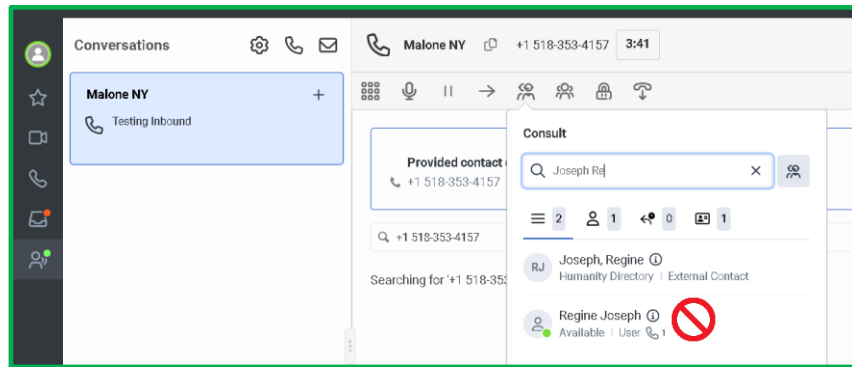 Conversations
Malone NY
+
Testing Inbound
Malone NY +1 518-353-4157 3:41
Consult
Provided contact
+1 518-353-4157
Joseph Re
2 1 0 1
+1 518-353-4157
Searching for '+1 518-353
RJ
Joseph, Regine
Humanity Directory | External Contact
Regine Joseph
Available | User 1